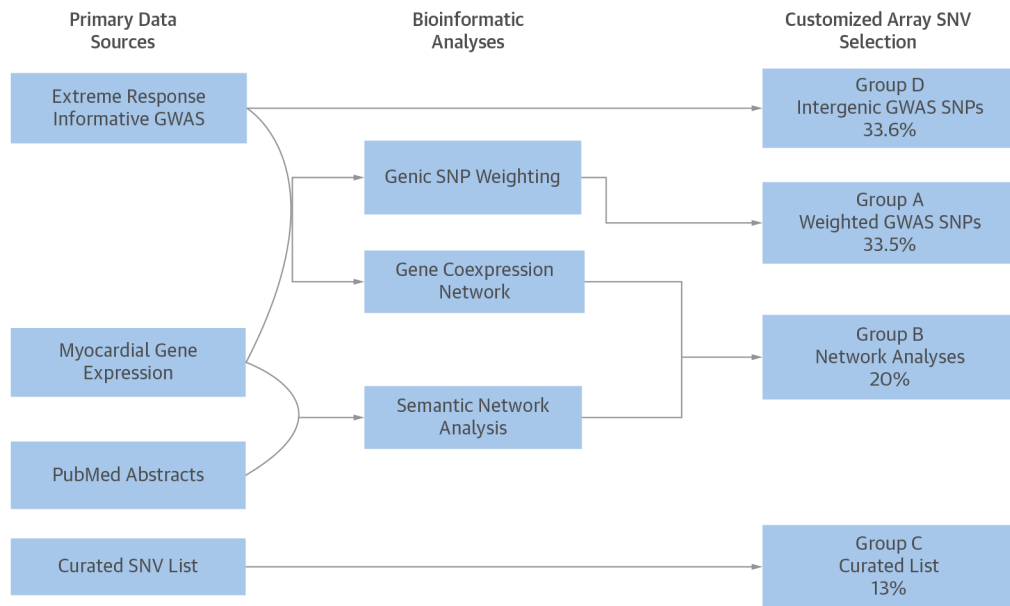 Primary Data
Sources
Bioinformatic
Analyses
Customized Array SNV
Selection
Extreme Response
Informative GWAS
Myocardial Gene
Expression
PubMed Abstracts
Curated SNV List
Genic SNP Weighting
Gene Coexpression
Network
Semantic Network
Analysis
Group D
Intergenic GWAS SNPs
33.6%
Group A
Weighted GWAS SNPs
33.5%
Group B
Network Analyses
20%
Group C
Curated List
13%